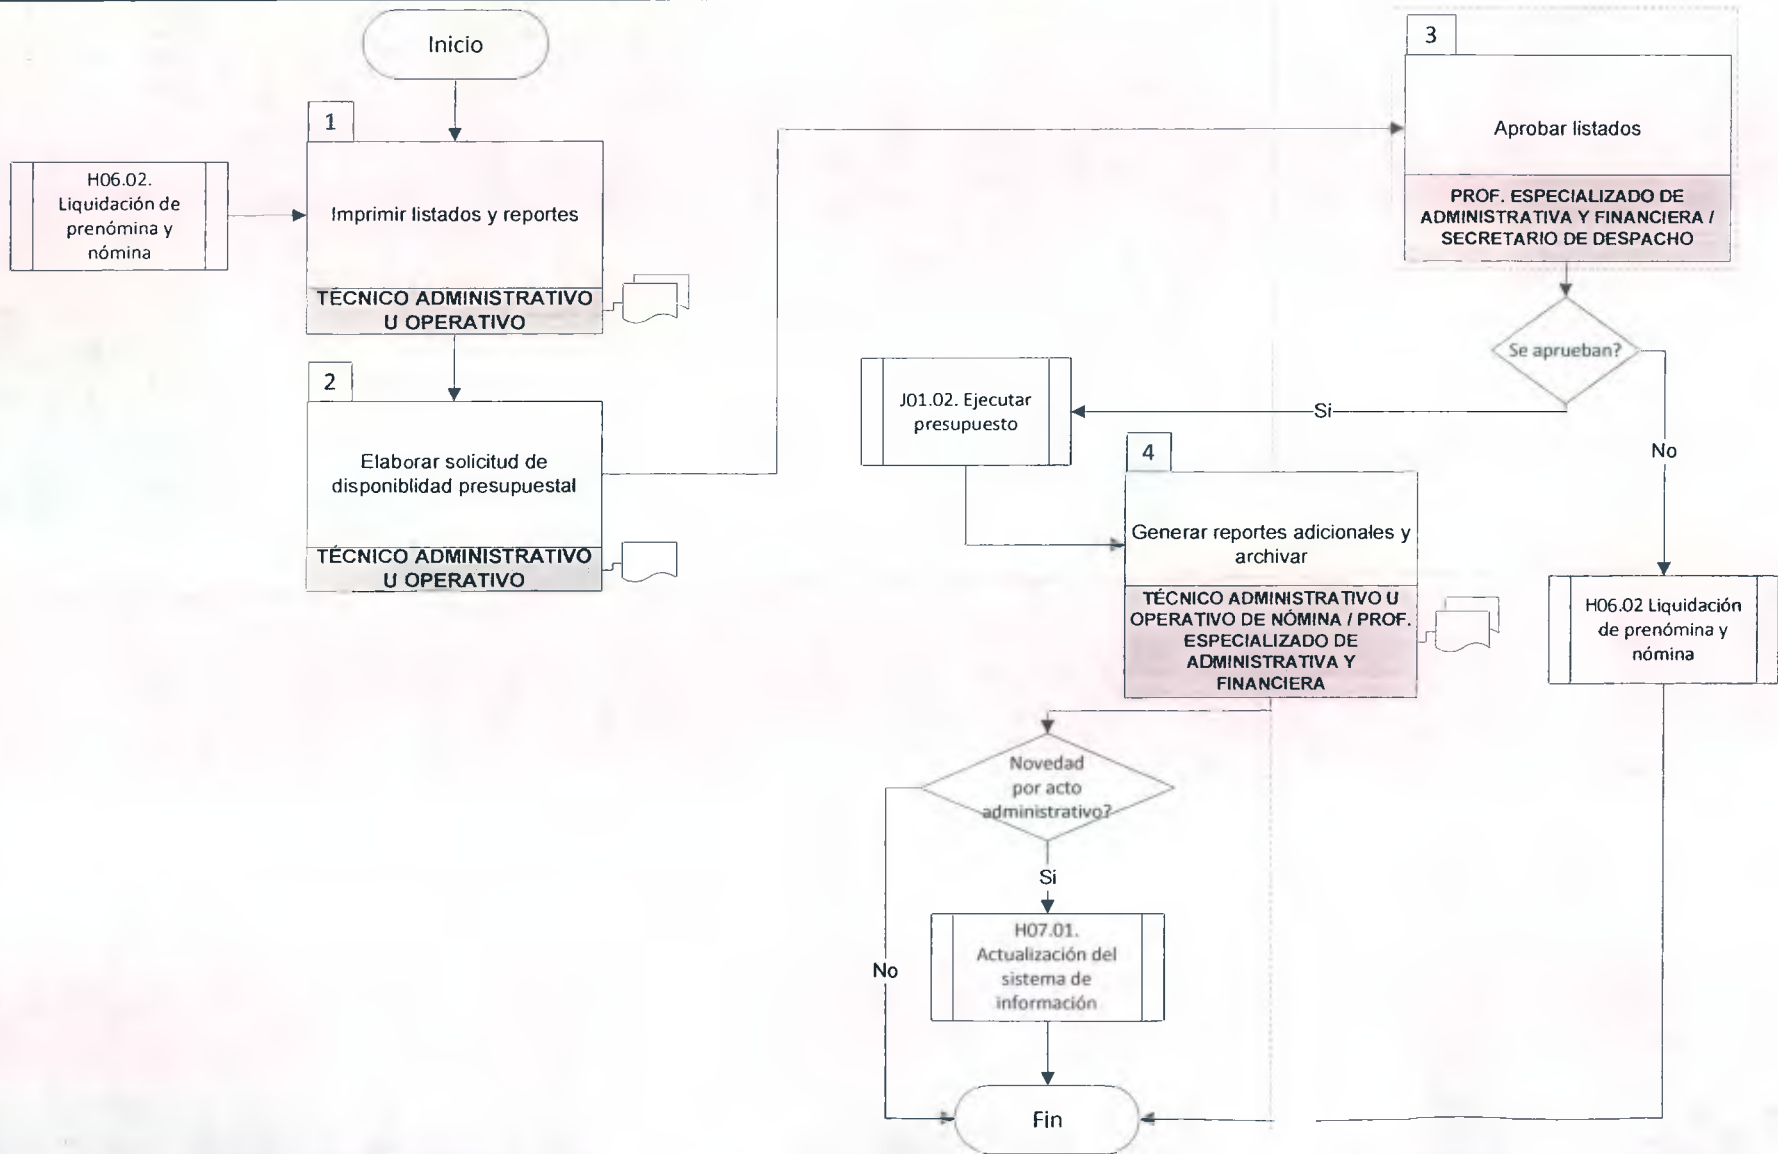 Inicio
1
H06.02.
Liquidación de
prenómina y
nómina
Imprimir listados y reportes
TÉCNICO ADMINISTRATIVO
U OPERATIVO
2
Elaborar solicitud de
disponiblidad presupuestal
TÉCNICO ADMINISTRATIVO
U OPERATIVO
3
Aprobar listados
PROF. ESPECIALIZADO DE
ADMINISTRATIVA Y FINANCIERA /
SECRETARIO DE DESPACHO
Se aprueban?
Si
No
J01.02. Ejecutar
presupuesto
4
Generar reportes adicionales y
archivar
TÉCNICO ADMINISTRATIVO U
OPERATIVO DE NÓMINA / PROF.
ESPECIALIZADO DE
ADMINISTRATIVA Y
FINANCIERA
H06.02 Liquidación
de prenómina y
nómina
Novedad
por acto
administrativo?
Si
No
H07.01.
Actualización del
sistema de
información
Fin